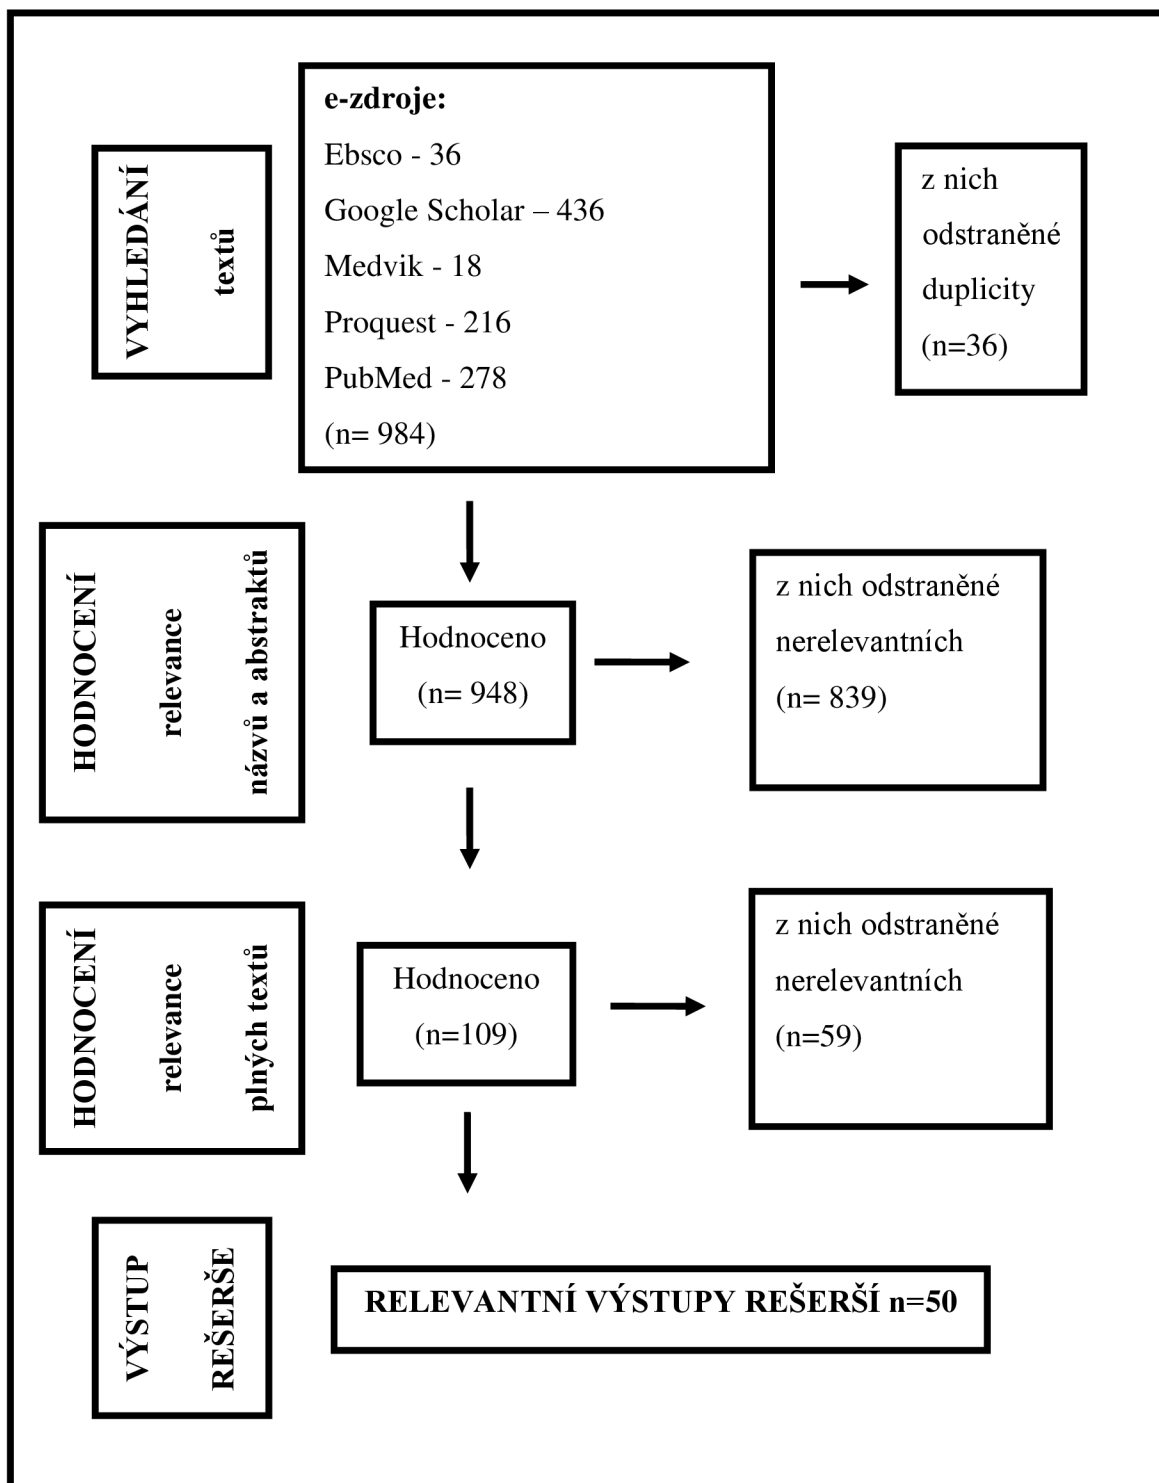 VYHLEDÁNÍ
textů
e-zdroje:
Ebsco - 36
Google Scholar – 436
Medvik - 18
Proquest - 216
PubMed - 278
(n= 984)
z nich
odstraněné
duplicity
(n=36)
HODNOCENÍ
relevance
názvů a abstraktů
Hodnoceno
(n= 948)
z nich odstraněné
nerelevantních
(n= 839)
HODNOCENÍ
relevance
plných textů
Hodnoceno
(n=109)
z nich odstraněné
nerelevantních
(n=59)
VÝSTUP
REŠERŠE
RELEVANTNÍ VÝSTUPY REŠERŠÍ n=50